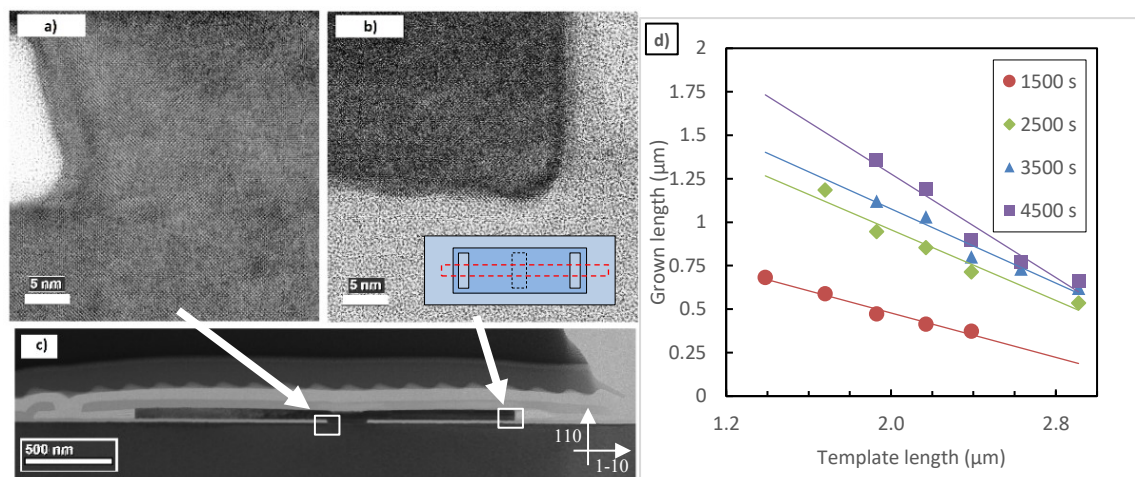 a)
5 nm
b)
5 nm
c)
500 nm
110
1-10
d)
2
1.75
1.5
1.25
1
0.75
0.5
0.25
0
Grown length (µm)
1500 s
2500 s
3500 s
4500 s
1.2
2.0
2.8
Template length (µm)